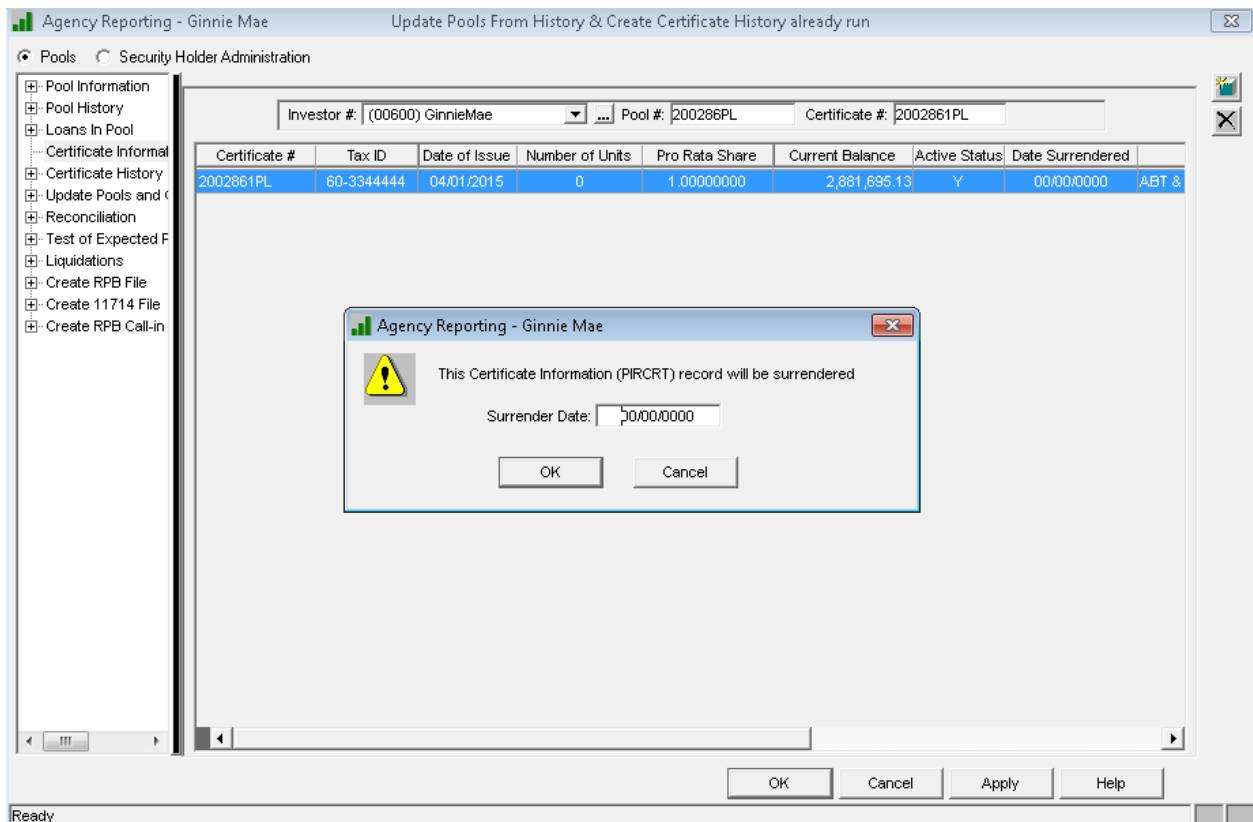 Agency Reporting - Ginnie Mae Update Pools From History & Create Certificate History already run
Pools Security Holder Administration
Pool Information
Pool History
Loans In Pool
Certificate Informat
Certificate History
Update Pools and
Reconciliation
Test of Expected F
Liquidations
Create RPB File
Create 11714 File
Create RPB Call-in
Investor #: (00600) GinnieMae ... Pool #: 200286PL Certificate #: 2002861PL
Certificate # Tax ID Date of Issue Number of Units Pro Rata Share Current Balance Active Status Date Surrendered
2002861PL 60-3344444 04/01/2015 0 1.00000000 2,881,695.13 Y 00/00/0000 ABT &
Agency Reporting - Ginnie Mae
This Certificate Information (PIRCRT) record will be surrendered
Surrender Date: 00/00/0000
OK Cancel
OK Cancel Apply Help
Ready